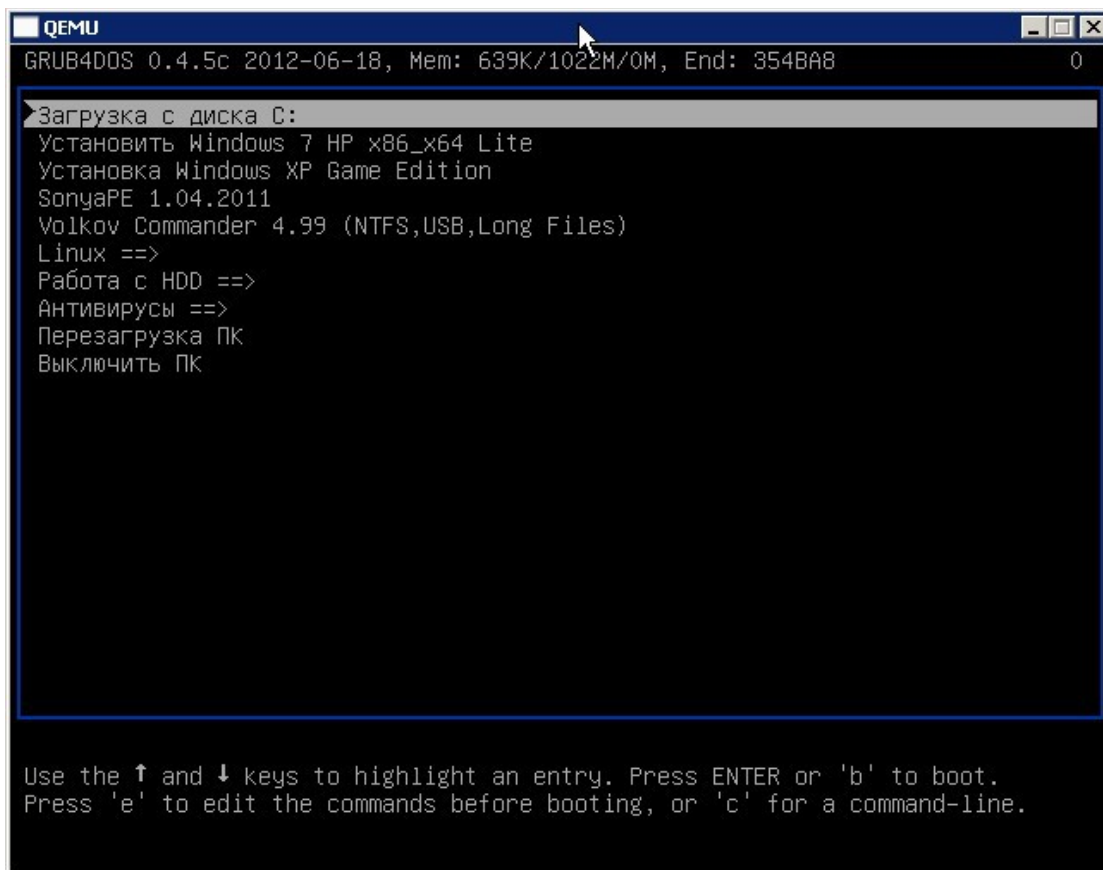 QEMU
GRUB4DOS 0.4.5c 2012-06-18, Mem: 639K/1022M/0M, End: 354BA8 0
Загрузка с диска C:
Установить Windows 7 HP x86_x64 Lite
Установка Windows XP Game Edition
SonyaPE 1.04.2011
Volkov Commander 4.99 (NTFS,USB,Long Files)
Linux ==>
Работа с HDD ==>
Антивирусы ==>
Перезагрузка ПК
Выключить ПК
Use the ↑ and ↓ keys to highlight an entry. Press ENTER or 'b' to boot.
Press 'e' to edit the commands before booting, or 'c' for a command-line.